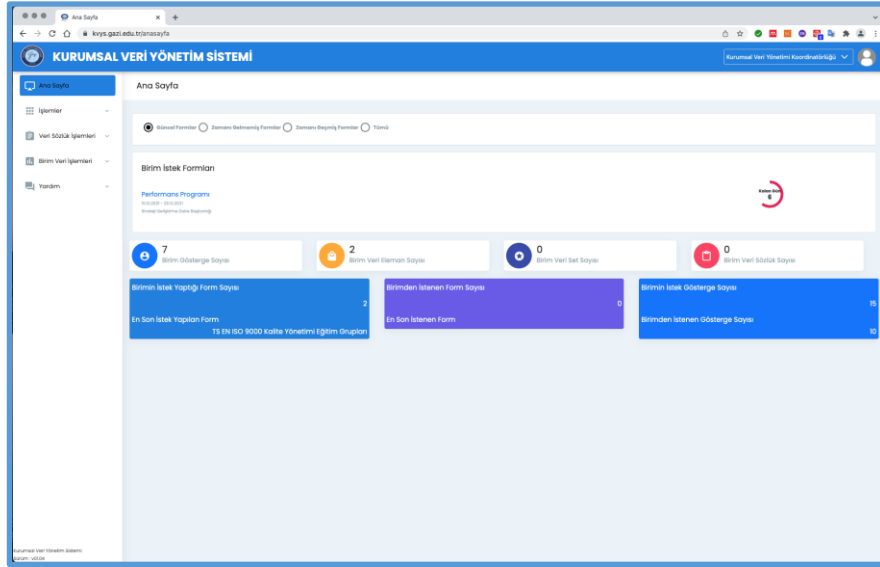 Ana Sayfa
kvys.gazi.edu.tr/anasayfa
KURUMSAL VERİ YÖNETİM SİSTEMİ
Kurumsal Veri Yönetimi Koordinatörlüğü
Ana Sayfa
Ana Sayfa
İşlemler
Veri Sözlük İşlemleri
Birim Veri İşlemleri
Yardım
Güncel Formlar Zamanı Gelmemiş Formlar Zamanı Geçmiş Formlar Tümü
Birim İstek Formları
Performans Programı
Strateji Geliştirme Daire Başkanlığı
Kalan Gün
6
7
Birim Gösterge Sayısı
2
Birim Veri Eleman Sayısı
0
Birim Veri Set Sayısı
0
Birim Veri Sözlük Sayısı
Birimin İstek Yaptığı Form Sayısı
2
En Son İstek Yapılan Form
TS EN ISO 9000 Kalite Yönetimi Eğitim Grupları
Birimden İstenen Form Sayısı
0
En Son İstenen Form
Birimin İstek Gösterge Sayısı
15
Birimden İstenen Gösterge Sayısı
10
Kurumsal Veri Yönetim Sistemi